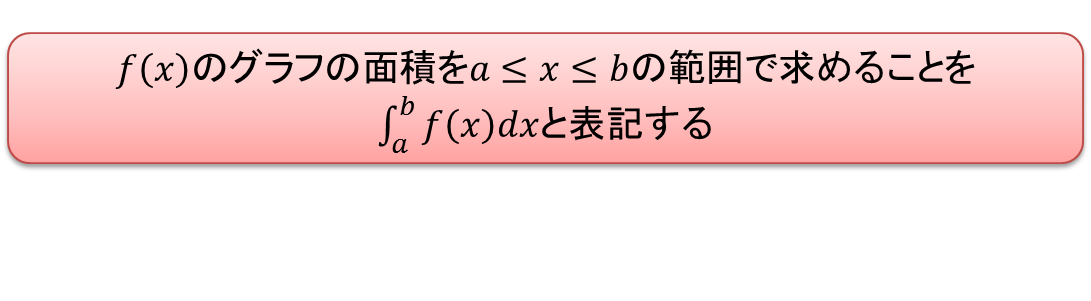 f(x)のグラフの面積をa ≤ x ≤ bの範囲で求めることを
∫_a^b f(x)dxと表記する